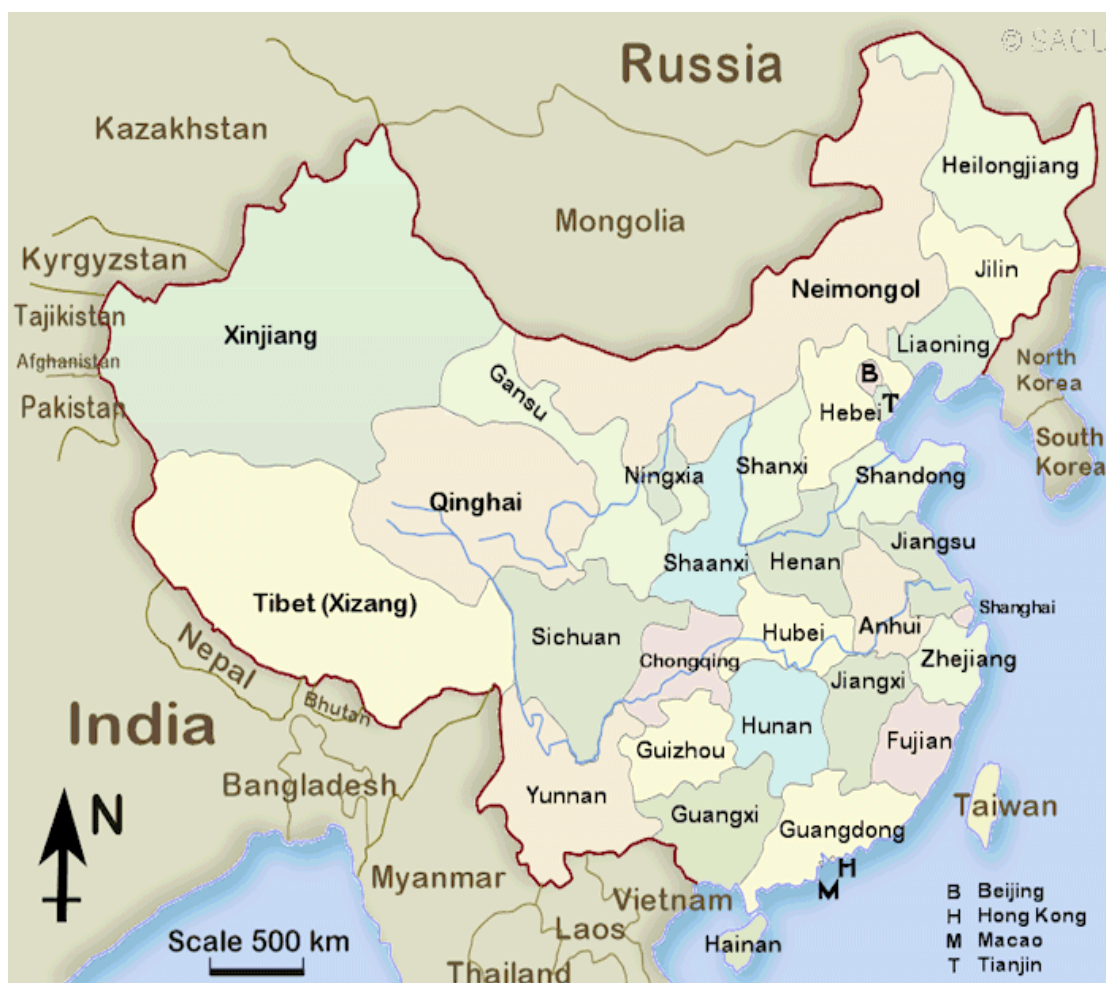 © SACU
Russia
Kazakhstan
Heilongjiang
Mongolia
Kyrgyzstan
Jilin
Neimongol
Tajikistan
Xinjiang
Liaoning
Afghanistan
North
Korea
B
Gansu
Pakistan
Hebei
T
South
Korea
Ningxia
Shanxi
Shandong
Qinghai
Jiangsu
Shaanxi
Henan
Tibet (Xizang)
Shanghai
Sichuan
Hubei
Anhui
Nepal
Chongqing
Zhejiang
Jiangxi
Bhutan
India
Hunan
Fujian
Guizhou
Bangladesh
Yunnan
Taiwan
N
Guangxi
Guangdong
H
Myanmar
M
Vietnam
B Beijing
H Hong Kong
Laos
Scale 500 km
Hainan
M Macao
T Tianjin
Thailand